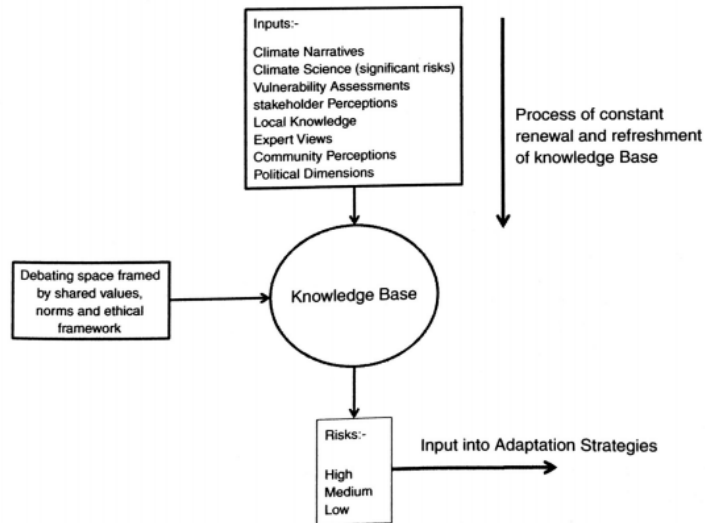 Inputs:-
Climate Narratives
Climate Science (significant risks)
Vulnerability Assessments
stakeholder Perceptions
Local Knowledge
Expert Views
Community Perceptions
Political Dimensions
Process of constant
renewal and refreshment
of knowledge Base
Debating space framed
by shared values,
norms and ethical
framework
Knowledge Base
Risks:-
High
Medium
Low
Input into Adaptation Strategies